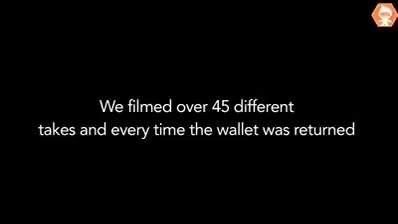 We filmed over 45 different
takes and every time the wallet was returned